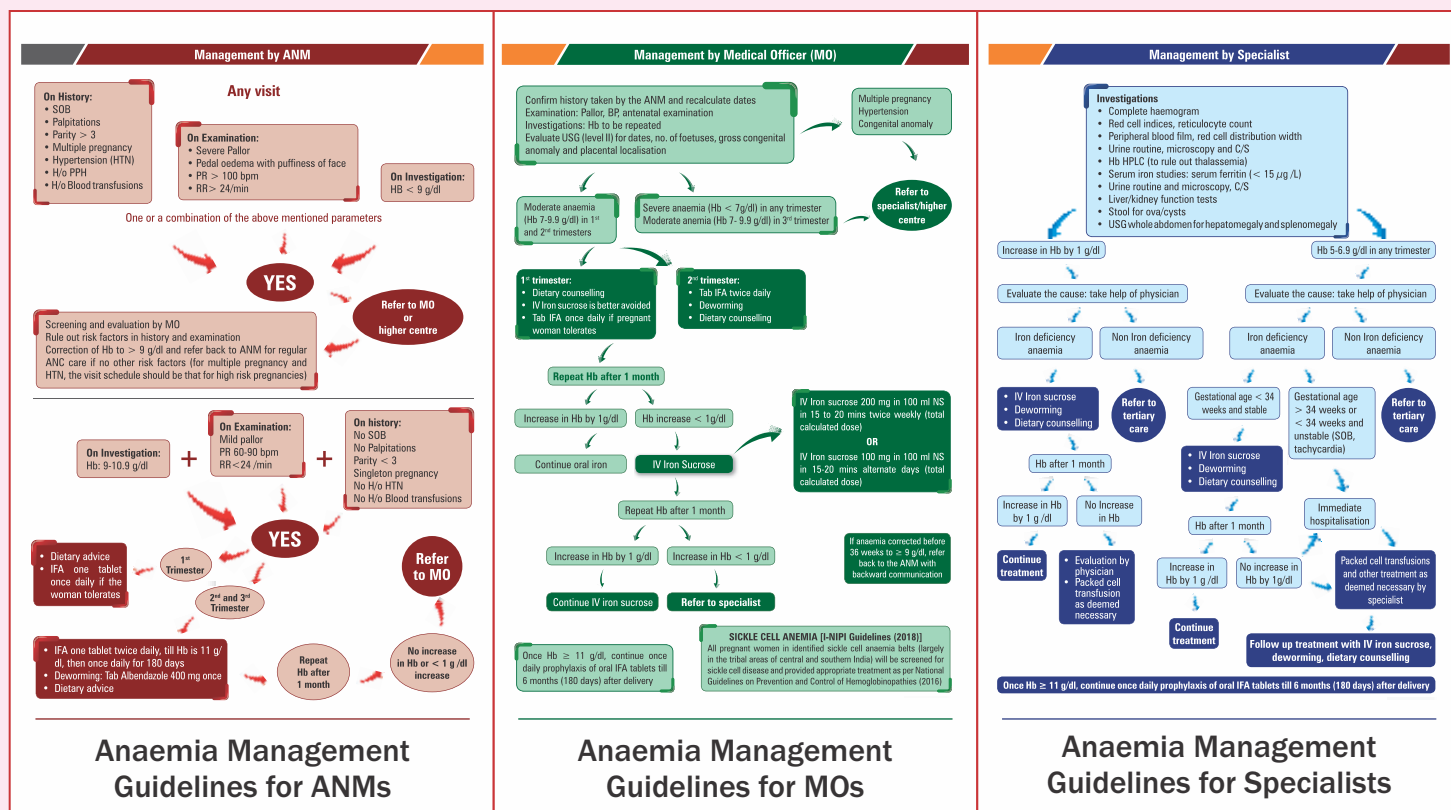 Management by ANM
Any visit
On History:
• SOB
• Palpitations
• Parity > 3
• Multiple pregnancy
• Hypertension (HTN)
• H/o PPH
• H/o Blood transfusions
On Examination:
• Severe Pallor
• Pedal oedema with puffiness of face
• PR > 100 bpm
• RR> 24/min
On Investigation:
HB < 9 g/dl
One or a combination of the above mentioned parameters
YES
Refer to MO
or
higher centre
Screening and evaluation by MO
Rule out risk factors in history and examination
Correction of Hb to > 9 g/dl and refer back to ANM for regular
ANC care if no other risk factors (for multiple pregnancy and
HTN, the visit schedule should be that for high risk pregnancies)
On Investigation:
Hb: 9-10.9 g/dl
+
On Examination:
Mild pallor
PR 60-90 bpm
RR<24 /min
+
On history:
No SOB
No Palpitations
Parity < 3
Singleton pregnancy
No H/o HTN
No H/o Blood transfusions
YES
1st
Trimester
• Dietary advice
• IFA one tablet
once daily if the
woman tolerates
2nd and 3rd
Trimester
• IFA one tablet twice daily, till Hb is 11 g/
dl, then once daily for 180 days
• Deworming: Tab Albendazole 400 mg once
• Dietary advice
Repeat
Hb after
1 month
No increase
in Hb or < 1 g /dl
increase
Refer
to MO
Anaemia Management
Guidelines for ANMs
Management by Medical Officer (MO)
Confirm history taken by the ANM and recalculate dates
Examination: Pallor, BP, antenatal examination
Investigations: Hb to be repeated
Evaluate USG (level II) for dates, no. of foetuses, gross congenital
anomaly and placental localisation
Multiple pregnancy
Hypertension
Congenital anomaly
Refer to
specialist/higher
centre
Moderate anaemia
(Hb 7-9.9 g/dl) in 1st
and 2nd trimesters
Severe anaemia (Hb < 7g/dl) in any trimester
Moderate anemia (Hb 7- 9.9 g/dl) in 3rd trimester
1st trimester:
• Dietary counselling
• IV Iron sucrose is better avoided
• Tab IFA once daily if pregnant
woman tolerates
2nd trimester:
• Tab IFA twice daily
• Deworming
• Dietary counselling
Repeat Hb after 1 month
Increase in Hb by 1g/dl
Hb increase < 1g/dl
Continue oral iron
IV Iron Sucrose
IV Iron sucrose 200 mg in 100 ml NS
in 15 to 20 mins twice weekly (total
calculated dose)
OR
IV Iron sucrose 100 mg in 100 ml NS
in 15-20 mins alternate days (total
calculated dose)
Repeat Hb after 1 month
Increase in Hb by 1 g/dl
Increase in Hb < 1 g/dl
Continue IV iron sucrose
Refer to specialist
If anaemia corrected before
36 weeks to ≥ 9 g/dl, refer
back to the ANM with
backward communication
Once Hb ≥ 11 g/dl, continue once
daily prophylaxis of oral IFA tablets till
6 months (180 days) after delivery
SICKLE CELL ANEMIA [I-NIPI Guidelines (2018)]
All pregnant women in identified sickle cell anaemia belts (largely
in the tribal areas of central and southern India) will be screened for
sickle cell disease and provided appropriate treatment as per National
Guidelines on Prevention and Control of Hemoglobinopathies (2016)
Anaemia Management
Guidelines for MOs
Management by Specialist
Investigations
• Complete haemogram
• Red cell indices, reticulocyte count
• Peripheral blood film, red cell distribution width
• Urine routine, microscopy and C/S
• Hb HPLC (to rule out thalassemia)
• Serum iron studies: serum ferritin (< 15 µg /L)
• Urine routine and microscopy, C/S
• Liver/kidney function tests
• Stool for ova/cysts
• USG whole abdomen for hepatomegaly and splenomegaly
Increase in Hb by 1 g/dl
Hb 5-6.9 g/dl in any trimester
Evaluate the cause: take help of physician
Evaluate the cause: take help of physician
Iron deficiency
anaemia
Non Iron deficiency
anaemia
Iron deficiency
anaemia
Non Iron deficiency
anaemia
• IV Iron sucrose
• Deworming
• Dietary counselling
Refer to
tertiary
care
Gestational age < 34
weeks and stable
Gestational age
> 34 weeks or
< 34 weeks and
unstable (SOB,
tachycardia)
Refer to
tertiary
care
Hb after 1 month
• IV Iron sucrose
• Deworming
• Dietary counselling
Increase in Hb
by 1 g /dl
No Increase
in Hb
Hb after 1 month
Immediate
hospitalisation
Continue
treatment
• Evaluation by
physician
• Packed cell
transfusion
as deemed
necessary
Increase in
Hb by 1 g /dl
No increase in
Hb by 1g/dl
Packed cell transfusions
and other treatment as
deemed necessary by
specialist
Continue
treatment
Follow up treatment with IV iron sucrose,
deworming, dietary counselling
Once Hb ≥ 11 g/dl, continue once daily prophylaxis of oral IFA tablets till 6 months (180 days) after delivery
Anaemia Management
Guidelines for Specialists